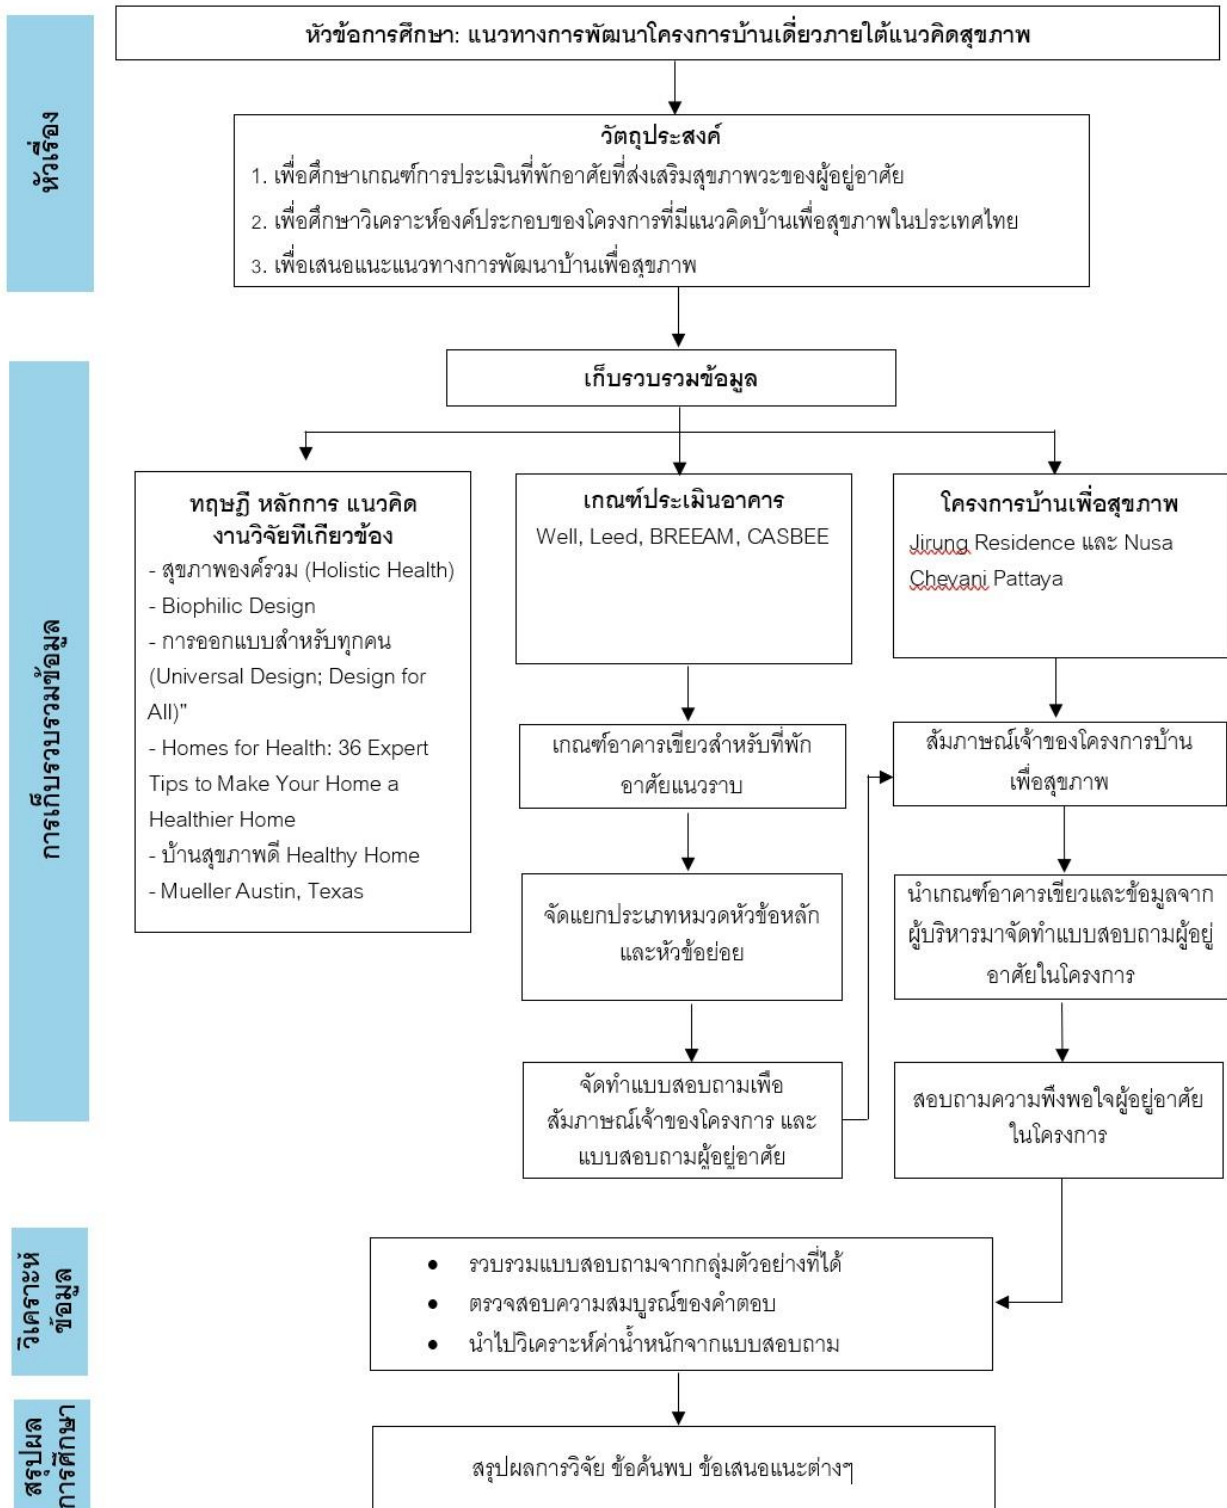 หัวข้อการศึกษา: แนวทางการพัฒนาโครงการบ้านเดี่ยวภายใต้แนวคิดสุขภาพ
หัวเรื่อง
วัตถุประสงค์
1. เพื่อศึกษาเกณฑ์การประเมินที่พักอาศัยที่ส่งเสริมสุขภาพวะของผู้อยู่อาศัย
2. เพื่อศึกษาวิเคราะห์องค์ประกอบของโครงการที่มีแนวคิดบ้านเพื่อสุขภาพในประเทศไทย
3. เพื่อเสนอแนะแนวทางการพัฒนาบ้านเพื่อสุขภาพ
การเก็บรวบรวมข้อมูล
เก็บรวบรวมข้อมูล
ทฤษฎี หลักการ แนวคิด
งานวิจัยที่เกี่ยวข้อง
- สุขภาพองค์รวม (Holistic Health)
- Biophilic Design
- การออกแบบสำหรับทุกคน
(Universal Design; Design for
All)”
- Homes for Health: 36 Expert
Tips to Make Your Home a
Healthier Home
- บ้านสุขภาพดี Healthy Home
- Mueller Austin, Texas
เกณฑ์ประเมินอาคาร
Well, Leed, BREEAM, CASBEE
เกณฑ์อาคารเขียวสำหรับที่พัก
อาศัยแนวราบ
จัดแยกประเภทหมวดหัวข้อหลัก
และหัวข้อย่อย
จัดทำแบบสอบถามเพื่อ
สัมภาษณ์เจ้าของโครงการ และ
แบบสอบถามผู้อยู่อาศัย
โครงการบ้านเพื่อสุขภาพ
Jirung Residence และ Nusa
Chevani Pattaya
สัมภาษณ์เจ้าของโครงการบ้าน
เพื่อสุขภาพ
นำเกณฑ์อาคารเขียวและข้อมูลจาก
ผู้บริหารมาจัดทำแบบสอบถามผู้อยู่
อาศัยในโครงการ
สอบถามความพึงพอใจผู้อยู่อาศัย
ในโครงการ
วิเคราะห์
ข้อมูล
● รวบรวมแบบสอบถามจากกลุ่มตัวอย่างที่ได้
● ตรวจสอบความสมบูรณ์ของคำตอบ
● นำไปวิเคราะห์ค่าน้ำหนักจากแบบสอบถาม
สรุปผล
การศึกษา
สรุปผลการวิจัย ข้อค้นพบ ข้อเสนอแนะต่างๆ